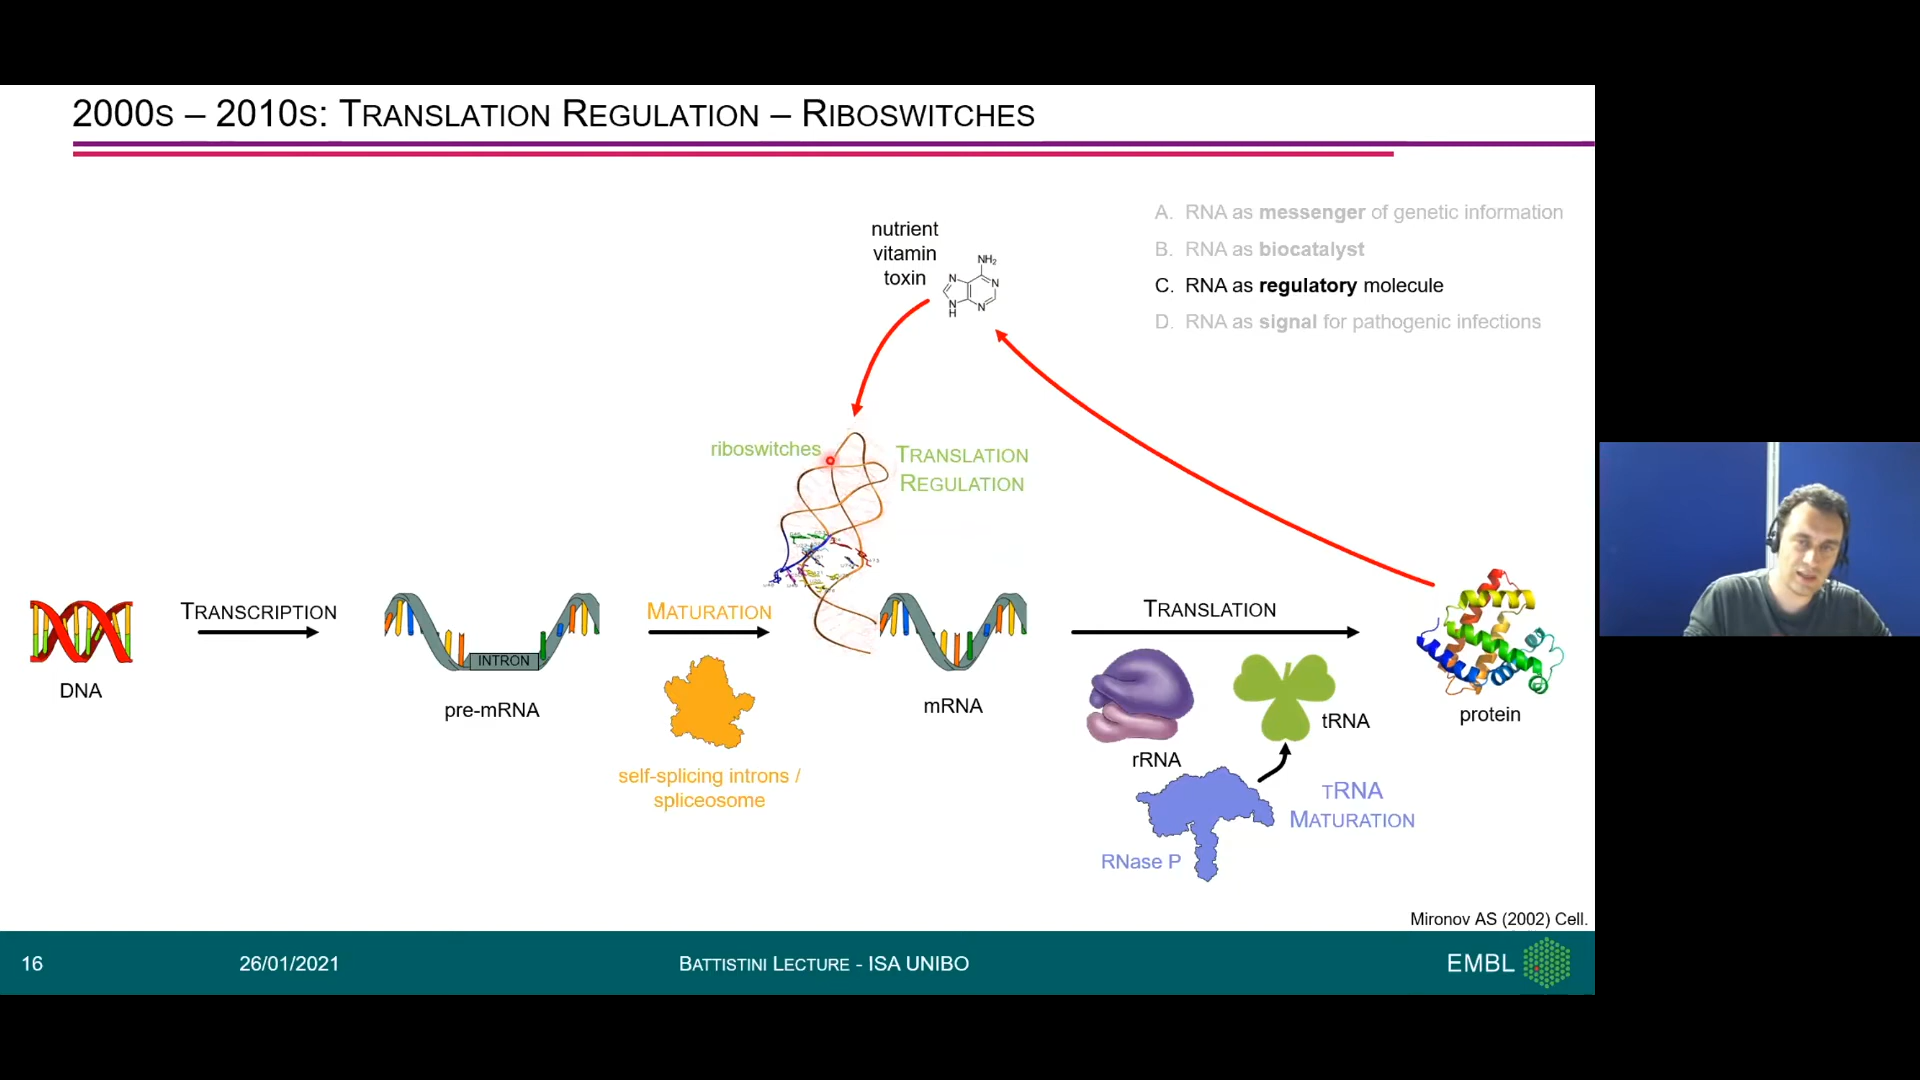 2000s – 2010s: Translation Regulation – Riboswitches
A. RNA as messenger of genetic information
B. RNA as biocatalyst
C. RNA as regulatory molecule
D. RNA as signal for pathogenic infections
nutrient
vitamin
toxin
NH₂
N
N
N
H
N
riboswitches
Translation
Regulation
Transcription
Maturation
Translation
INTRON
DNA
pre-mRNA
mRNA
protein
rRNA
tRNA
self-splicing introns /
spliceosome
tRNA
Maturation
RNase P
Mironov AS (2002) Cell.
16
26/01/2021
Battistini Lecture - ISA UNIBO
EMBL